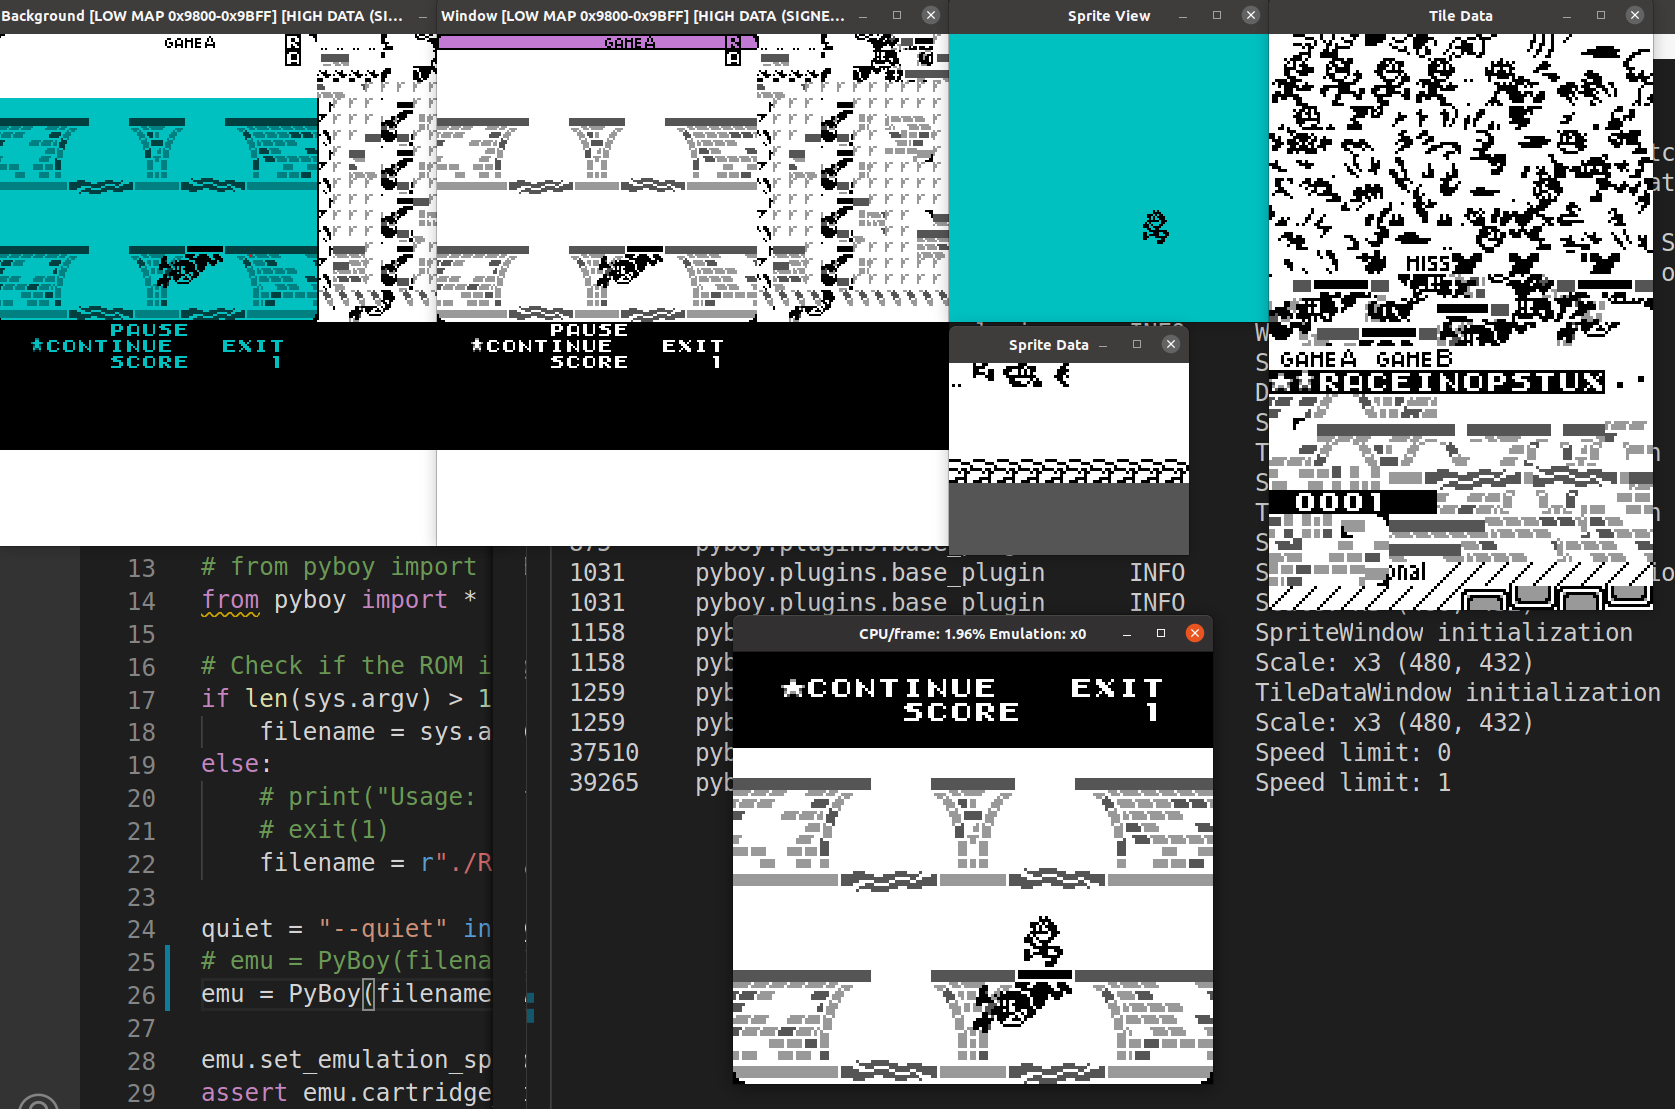 Background [LOW MAP 0x9800-0x9BFF] [HIGH DATA (SI...
GAME A
PAUSE
★CONTINUE EXIT
SCORE 1
Window [LOW MAP 0x9800-0x9BFF] [HIGH DATA (SIGNE...
GAME A
PAUSE
★CONTINUE EXIT
SCORE 1
Sprite View
Sprite Data
Tile Data
MISS
GAME A GAME B
★★RACEINOPSTUX
0001
13 # from pyboy import
14 from pyboy import *
15
16 # Check if the ROM i
17 if len(sys.argv) > 1
18 filename = sys.a
19 else:
20 # print("Usage:
21 # exit(1)
22 filename = r"./R
23
24 quiet = "--quiet" in
25 # emu = PyBoy(filena
26 emu = PyBoy(filename
27
28 emu.set_emulation_sp
29 assert emu.cartridge
1031 pyboy.plugins.base_plugin INFO
1031 pyboy.plugins.base_plugin INFO
1158 pyb SpriteWindow initialization
1158 pyb Scale: x3 (480, 432)
1259 pyb TileDataWindow initialization
1259 pyb Scale: x3 (480, 432)
37510 pyb Speed limit: 0
39265 pyb Speed limit: 1
CPU/frame: 1.96% Emulation: x0
★CONTINUE EXIT
SCORE 1